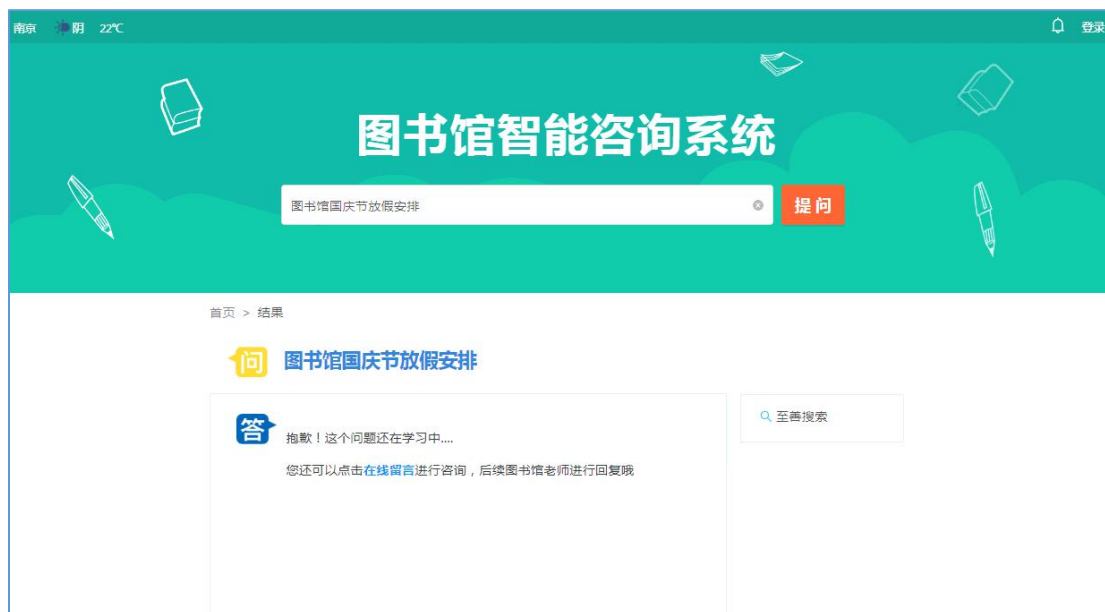 南京 阴 22℃ 登录
图书馆智能咨询系统
图书馆国庆节放假安排 提问
首页 > 结果
问 图书馆国庆节放假安排
答 抱歉！这个问题还在学习中....
您还可以点击在线留言进行咨询，后续图书馆老师进行回复哦
至善搜索